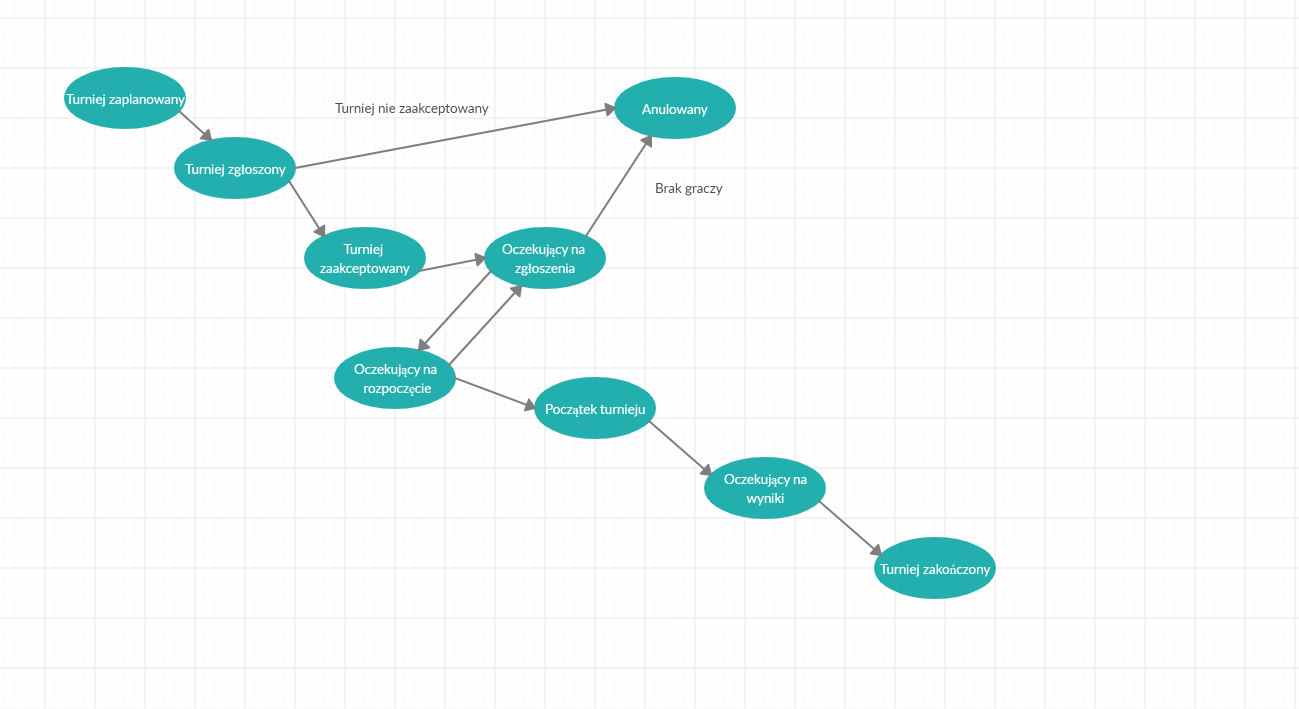 Turniej zaplanowany
Turniej nie zaakceptowany
Anulowany
Turniej zgłoszony
Brak graczy
Turniej
zaakceptowany
Oczekujący na
zgłoszenia
Oczekujący na
rozpoczęcie
Początek turnieju
Oczekujący na
wyniki
Turniej zakończony